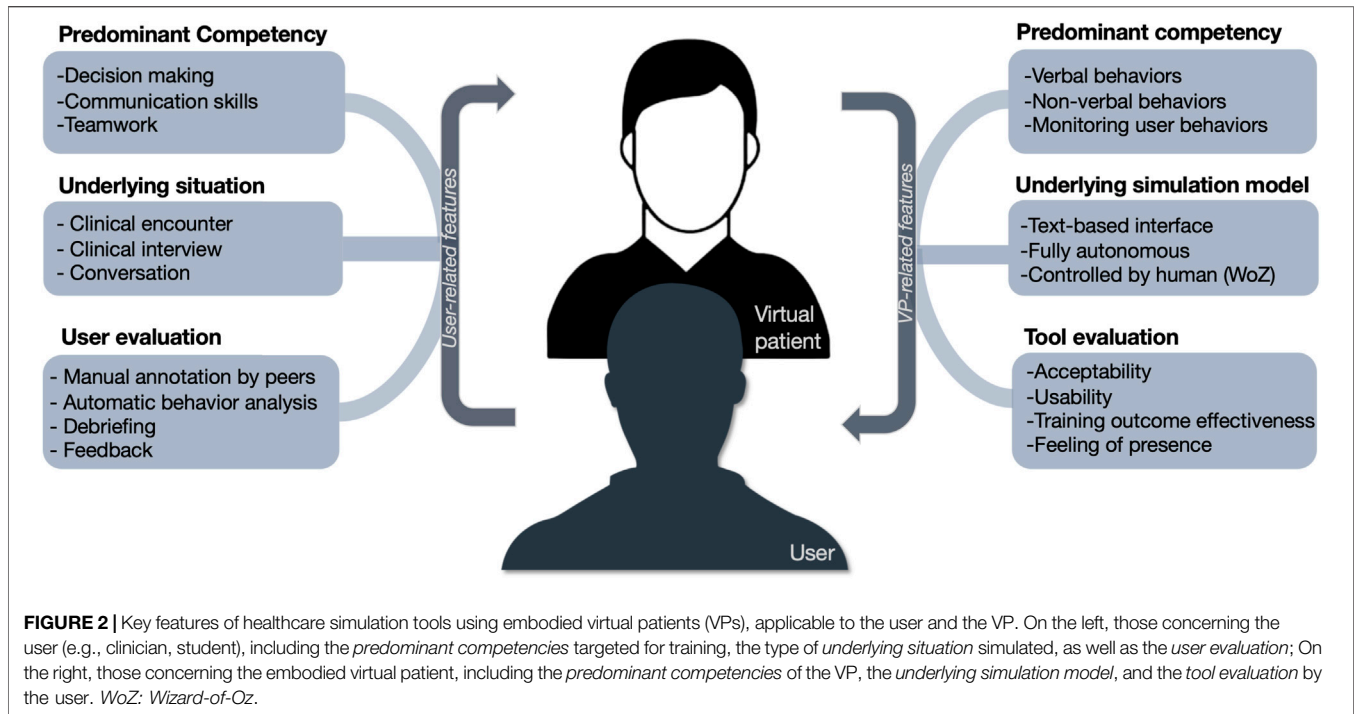 Predominant Competency
-Decision making
-Communication skills
-Teamwork
Underlying situation
- Clinical encounter
- Clinical interview
- Conversation
User evaluation
- Manual annotation by peers
- Automatic behavior analysis
- Debriefing
- Feedback
User-related features
Virtual
patient
User
VP-related features
Predominant competency
-Verbal behaviors
-Non-verbal behaviors
-Monitoring user behaviors
Underlying simulation model
-Text-based interface
-Fully autonomous
-Controlled by human (WoZ)
Tool evaluation
-Acceptability
-Usability
-Training outcome effectiveness
-Feeling of presence
FIGURE 2 | Key features of healthcare simulation tools using embodied virtual patients (VPs), applicable to the user and the VP. On the left, those concerning the
user (e.g., clinician, student), including the predominant competencies targeted for training, the type of underlying situation simulated, as well as the user evaluation; On
the right, those concerning the embodied virtual patient, including the predominant competencies of the VP, the underlying simulation model, and the tool evaluation by
the user. WoZ: Wizard-of-Oz.